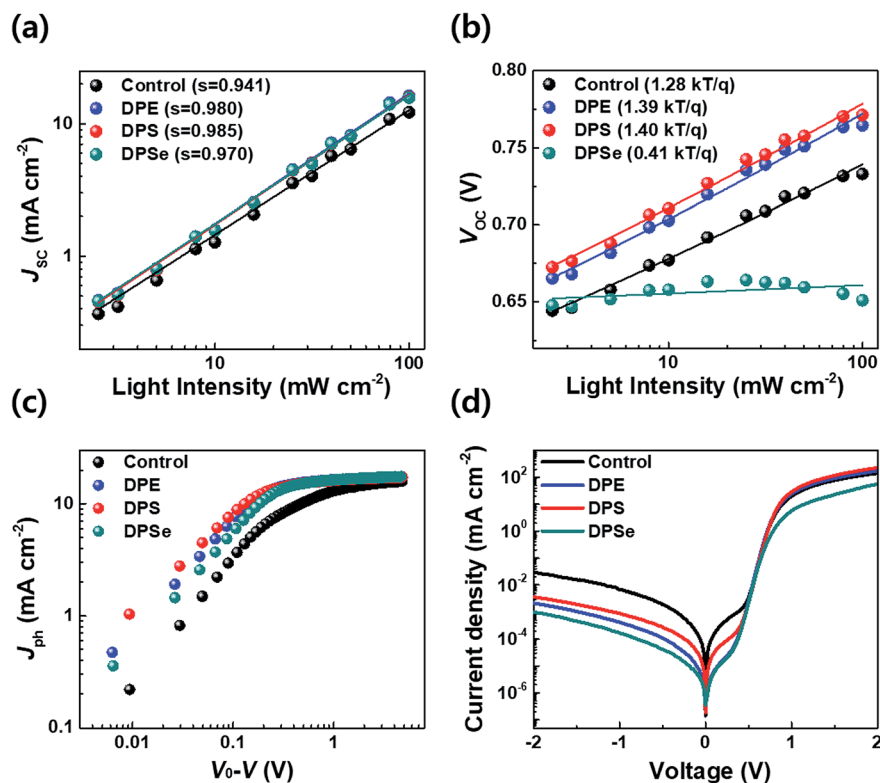 (a)
Control (s=0.941)
DPE (s=0.980)
DPS (s=0.985)
DPSe (s=0.970)
10
1
J_SC (mA cm⁻²)
10
100
Light Intensity (mW cm⁻²)
(b)
0.80
0.75
0.70
0.65
Control (1.28 kT/q)
DPE (1.39 kT/q)
DPS (1.40 kT/q)
DPSe (0.41 kT/q)
V_OC (V)
10
100
Light Intensity (mW cm⁻²)
(c)
Control
DPE
DPS
DPSe
10
1
0.1
J_ph (mA cm⁻²)
0.01
0.1
1
V₀-V (V)
(d)
Control
DPE
DPS
DPSe
10²
10⁰
10⁻²
10⁻⁴
10⁻⁶
Current density (mA cm⁻²)
-2
-1
0
1
2
Voltage (V)